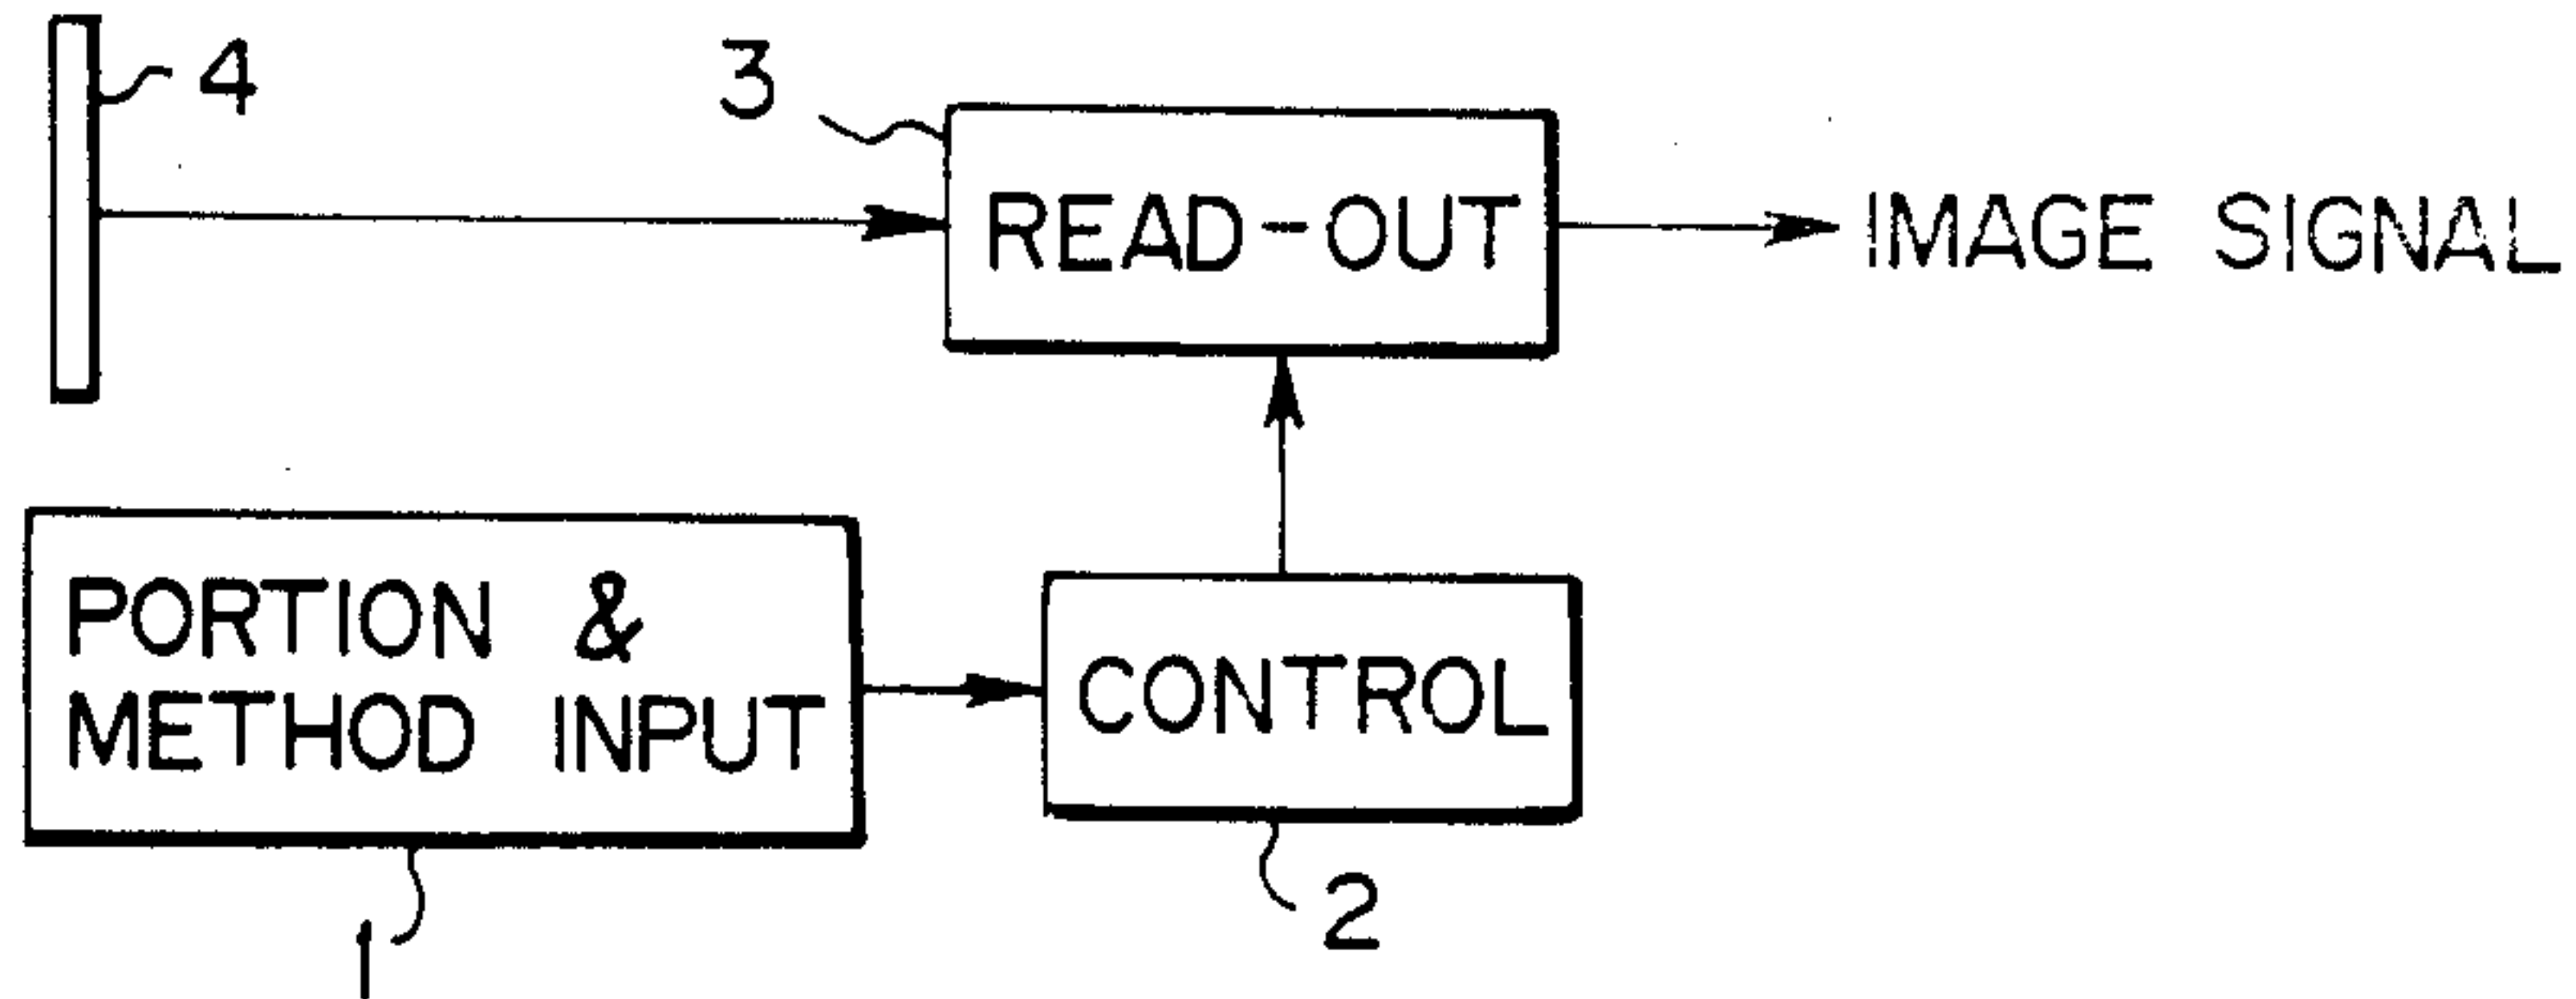 4
3
READ-OUT
IMAGE SIGNAL
PORTION &
METHOD INPUT
CONTROL
1
2